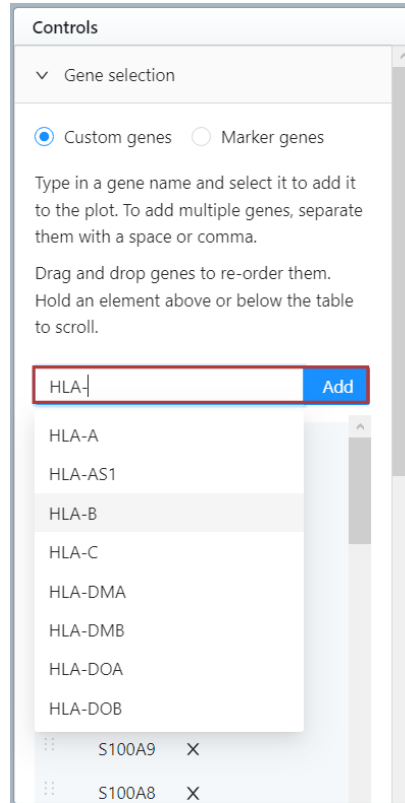 Controls
Gene selection
Custom genes Marker genes
Type in a gene name and select it to add it
to the plot. To add multiple genes, separate
them with a space or comma.
Drag and drop genes to re-order them.
Hold an element above or below the table
to scroll.
HLA- Add
HLA-A
HLA-AS1
HLA-B
HLA-C
HLA-DMA
HLA-DMB
HLA-DOA
HLA-DOB
S100A9
S100A8